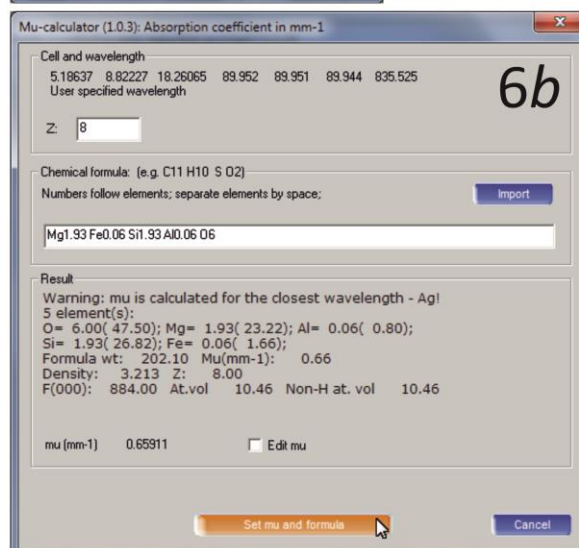 Mu-calculator (1.0.3): Absorption coefficient in mm-1
Cell and wavelength
5.18637 8.82227 18.26065 89.952 89.951 89.944 835.525
User specified wavelength
6b
Z: 8
Chemical formula: (e.g. C11 H10 S O2)
Numbers follow elements; separate elements by space;
Import
Mg1.93 Fe0.06 Si1.93 Al0.06 O6
Result
Warning: mu is calculated for the closest wavelength - Ag!
5 element(s):
O= 6.00( 47.50); Mg= 1.93( 23.22); Al= 0.06( 0.80);
Si= 1.93( 26.82); Fe= 0.06( 1.66);
Formula wt: 202.10 Mu(mm-1): 0.66
Density: 3.213 Z: 8.00
F(000): 884.00 At.vol 10.46 Non-H at. vol 10.46
mu (mm-1) 0.65911 Edit mu
Set mu and formula Cancel